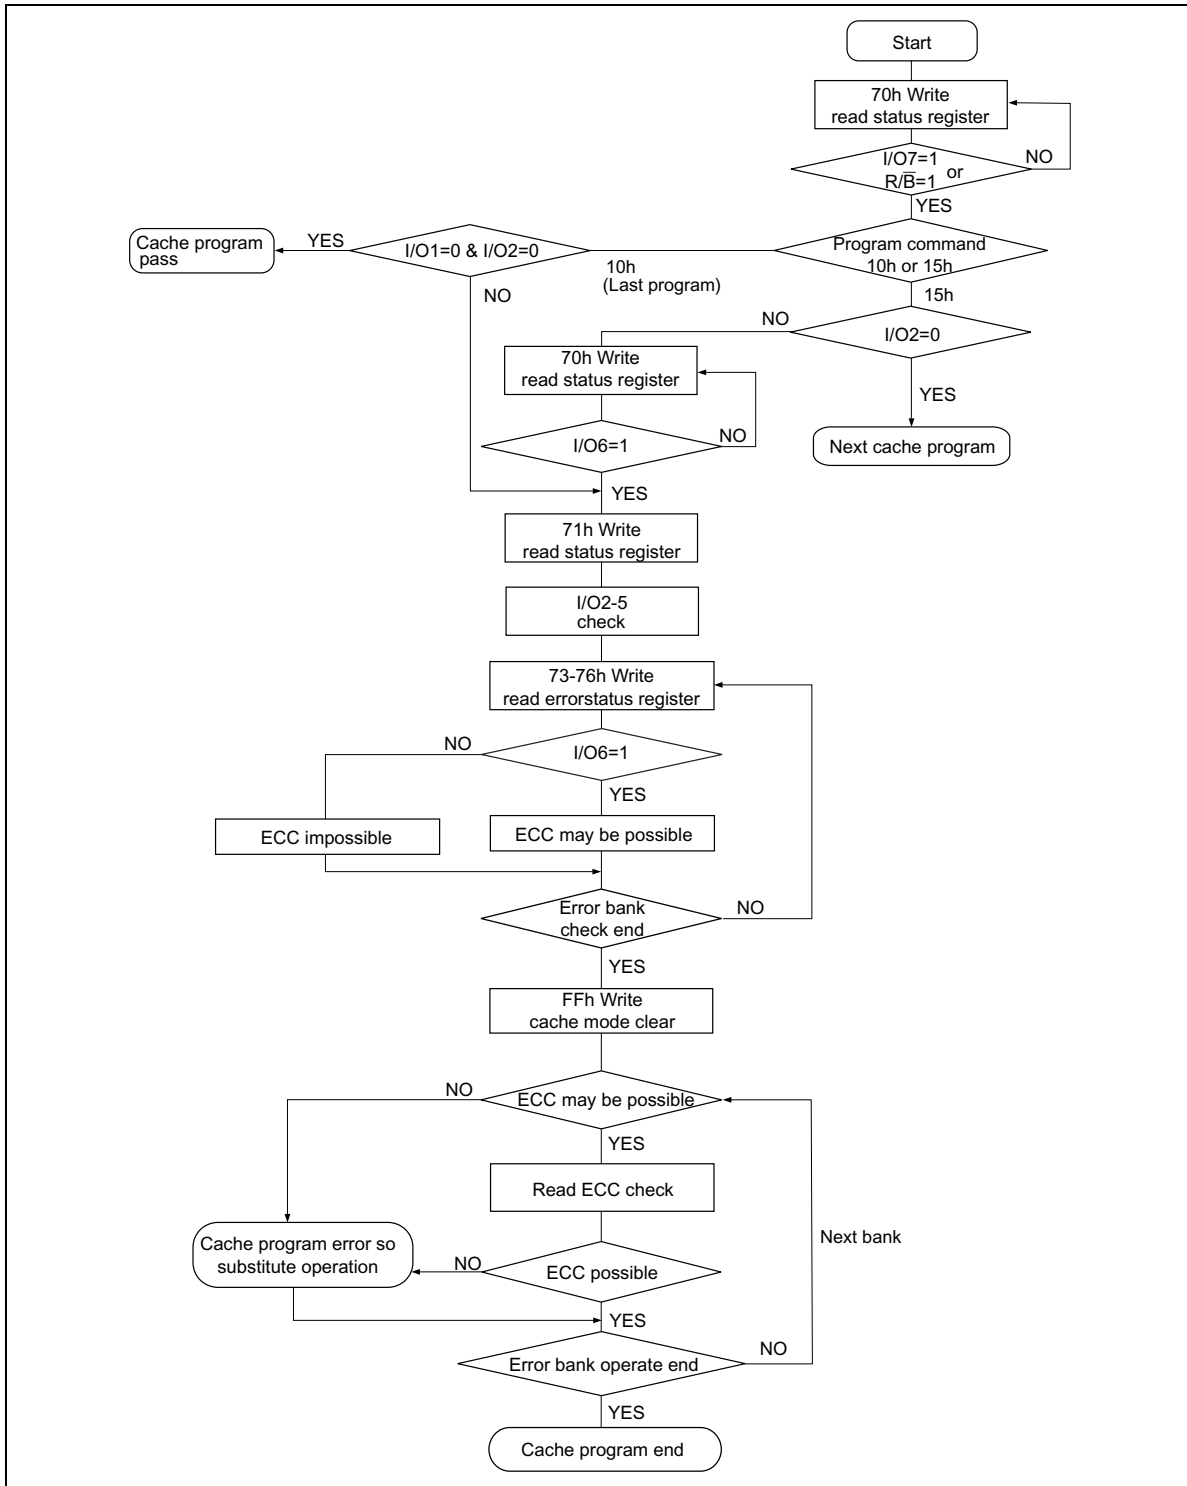 Start
70h Write
read status register
I/O7=1
or
R/B̅=1
NO
YES
Program command
10h or 15h
10h
(Last program)
I/O1=0 & I/O2=0
YES
Cache program
pass
NO
15h
I/O2=0
NO
YES
Next cache program
70h Write
read status register
I/O6=1
NO
YES
71h Write
read status register
I/O2-5
check
73-76h Write
read errorstatus register
I/O6=1
NO
YES
ECC impossible
ECC may be possible
Error bank
check end
NO
YES
FFh Write
cache mode clear
ECC may be possible
NO
YES
Read ECC check
Next bank
Cache program error so
substitute operation
NO
ECC possible
YES
Error bank operate end
NO
YES
Cache program end